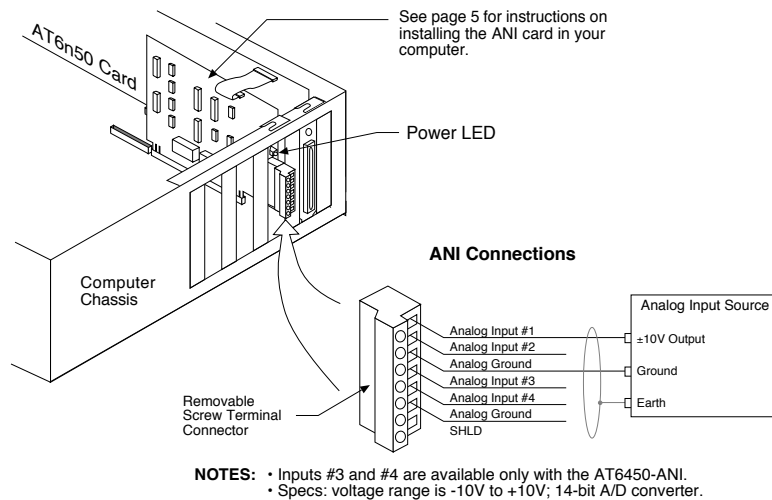 See page 5 for instructions on
installing the ANI card in your
computer.
AT6n50 Card
Power LED
Computer
Chassis
ANI Connections
Removable
Screw Terminal
Connector
Analog Input #1
Analog Input #2
Analog Ground
Analog Input #3
Analog Input #4
Analog Ground
SHLD
Analog Input Source
±10V Output
Ground
Earth
NOTES: • Inputs #3 and #4 are available only with the AT6450-ANI.
• Specs: voltage range is -10V to +10V; 14-bit A/D converter.